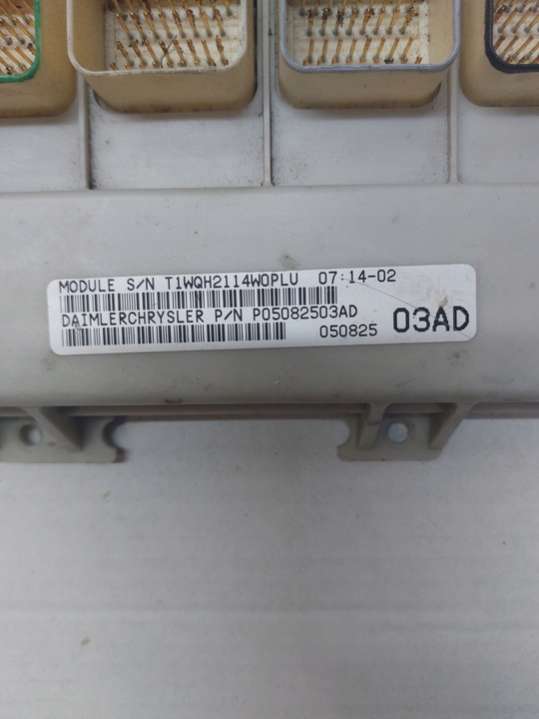 MODULE S/N T1WQH2114W0PLU 07:14-02
DAIMLERCHRYSLER P/N P05082503AD
050825 03AD